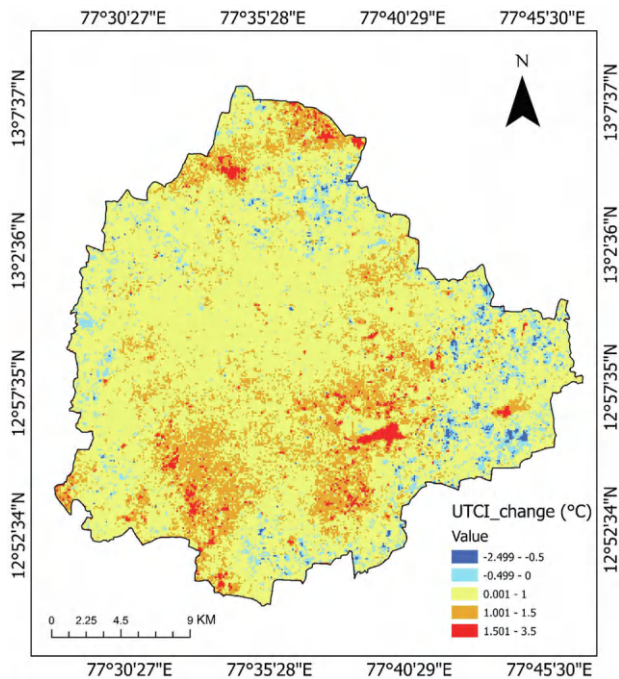 77°30'27"E 77°35'28"E 77°40'29"E 77°45'30"E
N
13°7'37"N 13°7'37"N
13°2'36"N 13°2'36"N
12°57'35"N 12°57'35"N
12°52'34"N 12°52'34"N
UTCI_change (°C)
Value
-2.499 - -0.5
-0.499 - 0
0.001 - 1
1.001 - 1.5
1.501 - 3.5
0 2.25 4.5 9 KM
77°30'27"E 77°35'28"E 77°40'29"E 77°45'30"E